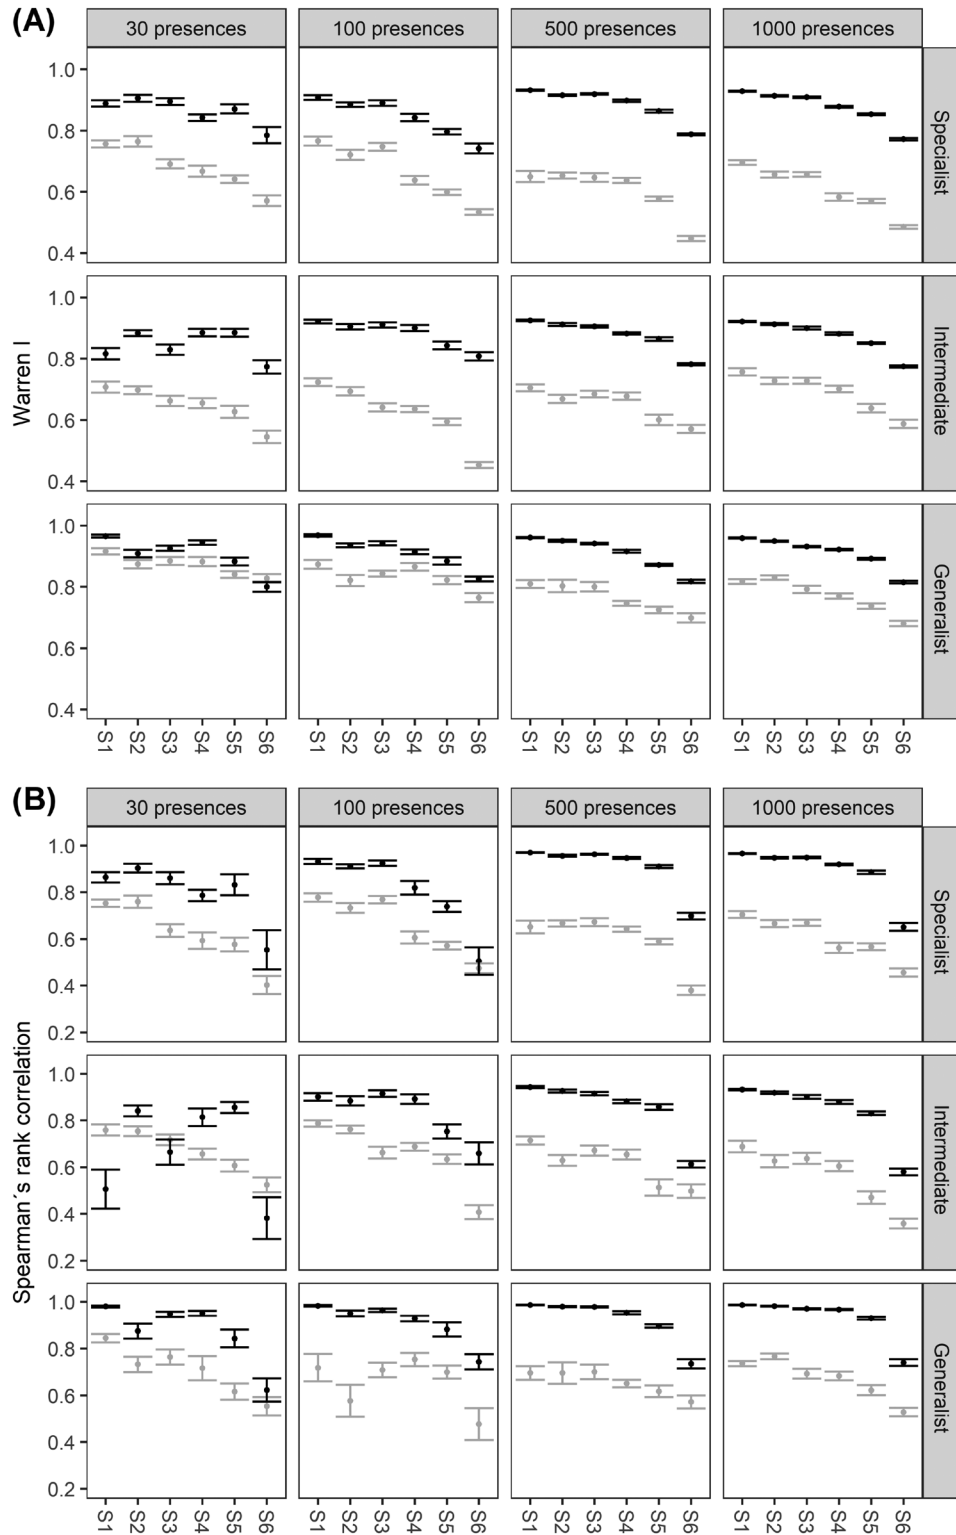 (A)
30 presences 100 presences 500 presences 1000 presences
Warren I
1.0
0.8
0.6
0.4
Specialist
1.0
0.8
0.6
0.4
Intermediate
1.0
0.8
0.6
0.4
Generalist
S1 S2 S3 S4 S5 S6 S1 S2 S3 S4 S5 S6 S1 S2 S3 S4 S5 S6 S1 S2 S3 S4 S5 S6
(B)
30 presences 100 presences 500 presences 1000 presences
Spearman´s rank correlation
1.0
0.8
0.6
0.4
0.2
Specialist
1.0
0.8
0.6
0.4
0.2
Intermediate
1.0
0.8
0.6
0.4
0.2
Generalist
S1 S2 S3 S4 S5 S6 S1 S2 S3 S4 S5 S6 S1 S2 S3 S4 S5 S6 S1 S2 S3 S4 S5 S6